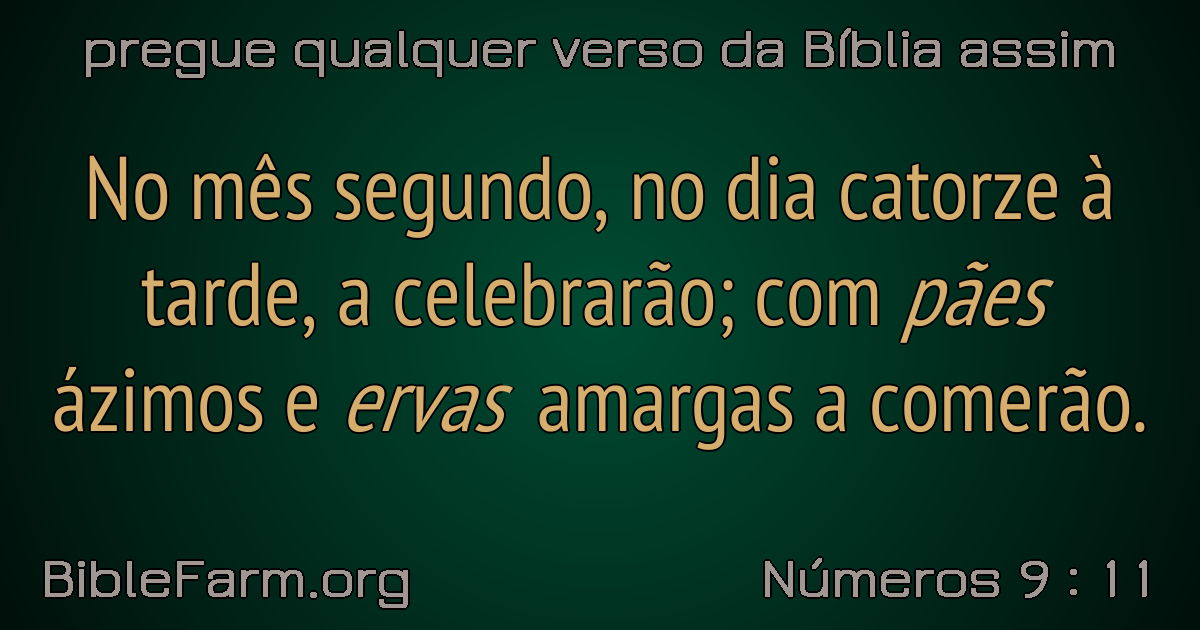 pregue qualquer verso da Bíblia assim
No mês segundo, no dia catorze à
tarde, a celebrarão; com pães
ázimos e ervas amargas a comerão.
BibleFarm.org
Números 9 : 11